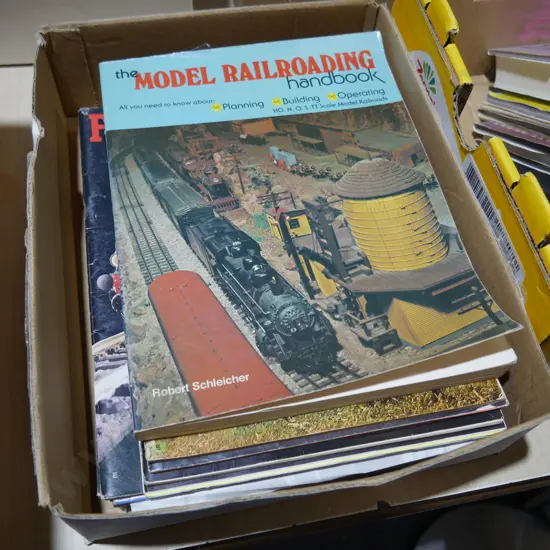 the MODEL RAILROADING
handbook
All you need to know about: Planning Building Operating
HO, N, O, S, TT Scale Model Railroads
Robert Schleicher